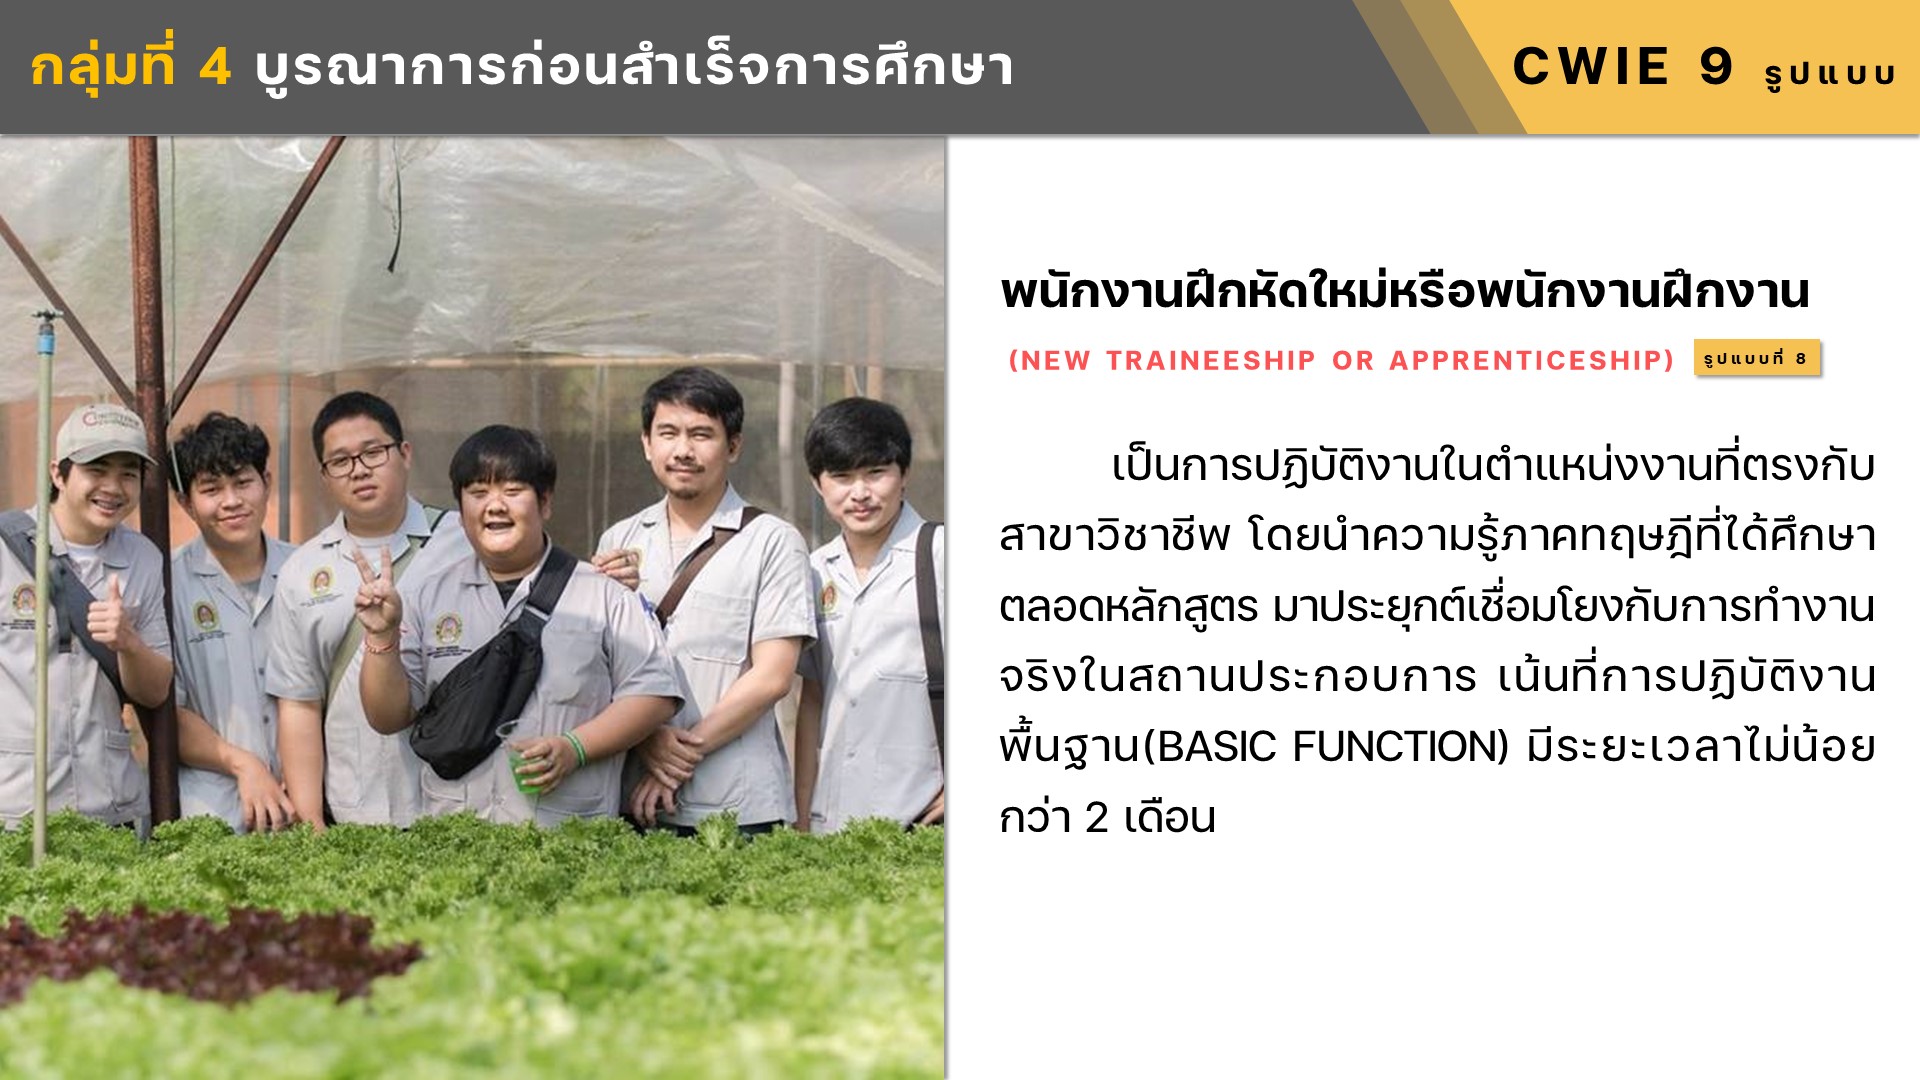 กลุ่มที่ 4 บูรณาการก่อนสำเร็จการศึกษา
CWIE 9 รูปแบบ
พนักงานฝึกหัดใหม่หรือพนักงานฝึกงาน
(NEW TRAINEESHIP OR APPRENTICESHIP) รูปแบบที่ 8
เป็นการปฏิบัติงานในตำแหน่งงานที่ตรงกับ
สาขาวิชาชีพ โดยนำความรู้ภาคทฤษฎีที่ได้ศึกษา
ตลอดหลักสูตร มาประยุกต์เชื่อมโยงกับการทำงาน
จริงในสถานประกอบการ เน้นที่การปฏิบัติงาน
พื้นฐาน(BASIC FUNCTION) มีระยะเวลาไม่น้อย
กว่า 2 เดือน